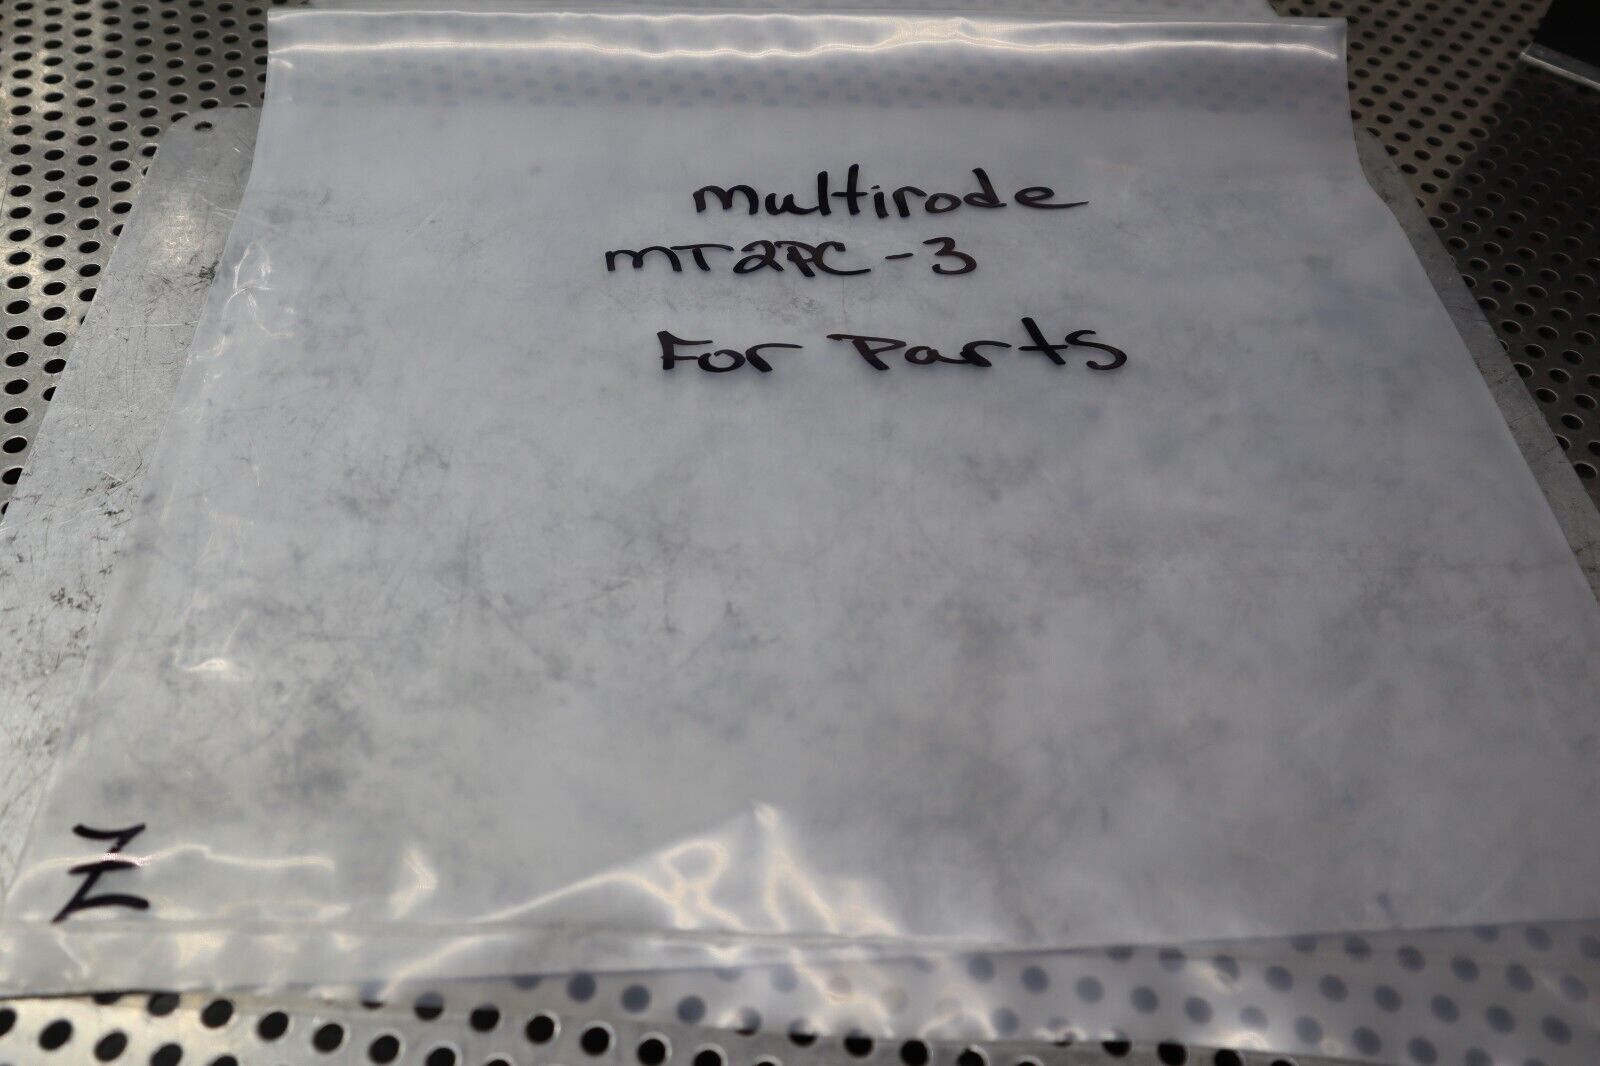 multirode
MT2PC-3
For Parts
Z